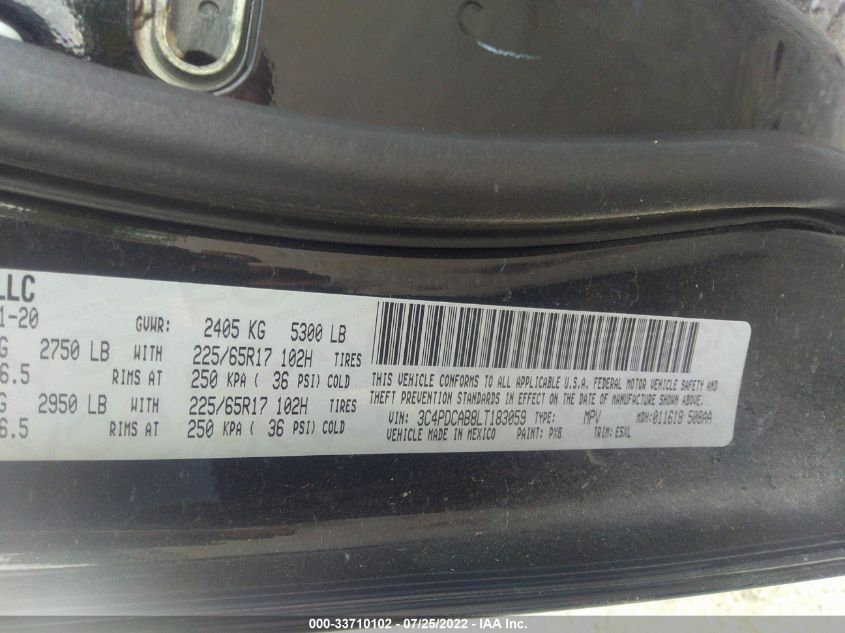 LLC
1-20
GVWR: 2405 KG 5300 LB
G 2750 LB WITH 225/65R17 102H TIRES
6.5 RIMS AT 250 KPA ( 36 PSI) COLD
G 2950 LB WITH 225/65R17 102H TIRES
6.5 RIMS AT 250 KPA ( 36 PSI) COLD
THIS VEHICLE CONFORMS TO ALL APPLICABLE U.S.A. FEDERAL MOTOR VEHICLE SAFETY AND
THEFT PREVENTION STANDARDS IN EFFECT ON THE DATE OF MANUFACTURE SHOWN ABOVE.
VIN: 3C4PDCAB8LT183059 TYPE: MPV MDH: 011619 508AA
VEHICLE MADE IN MEXICO PAINT: PX8 TRIM: E5XL
000-33710102 - 07/25/2022 - IAA Inc.